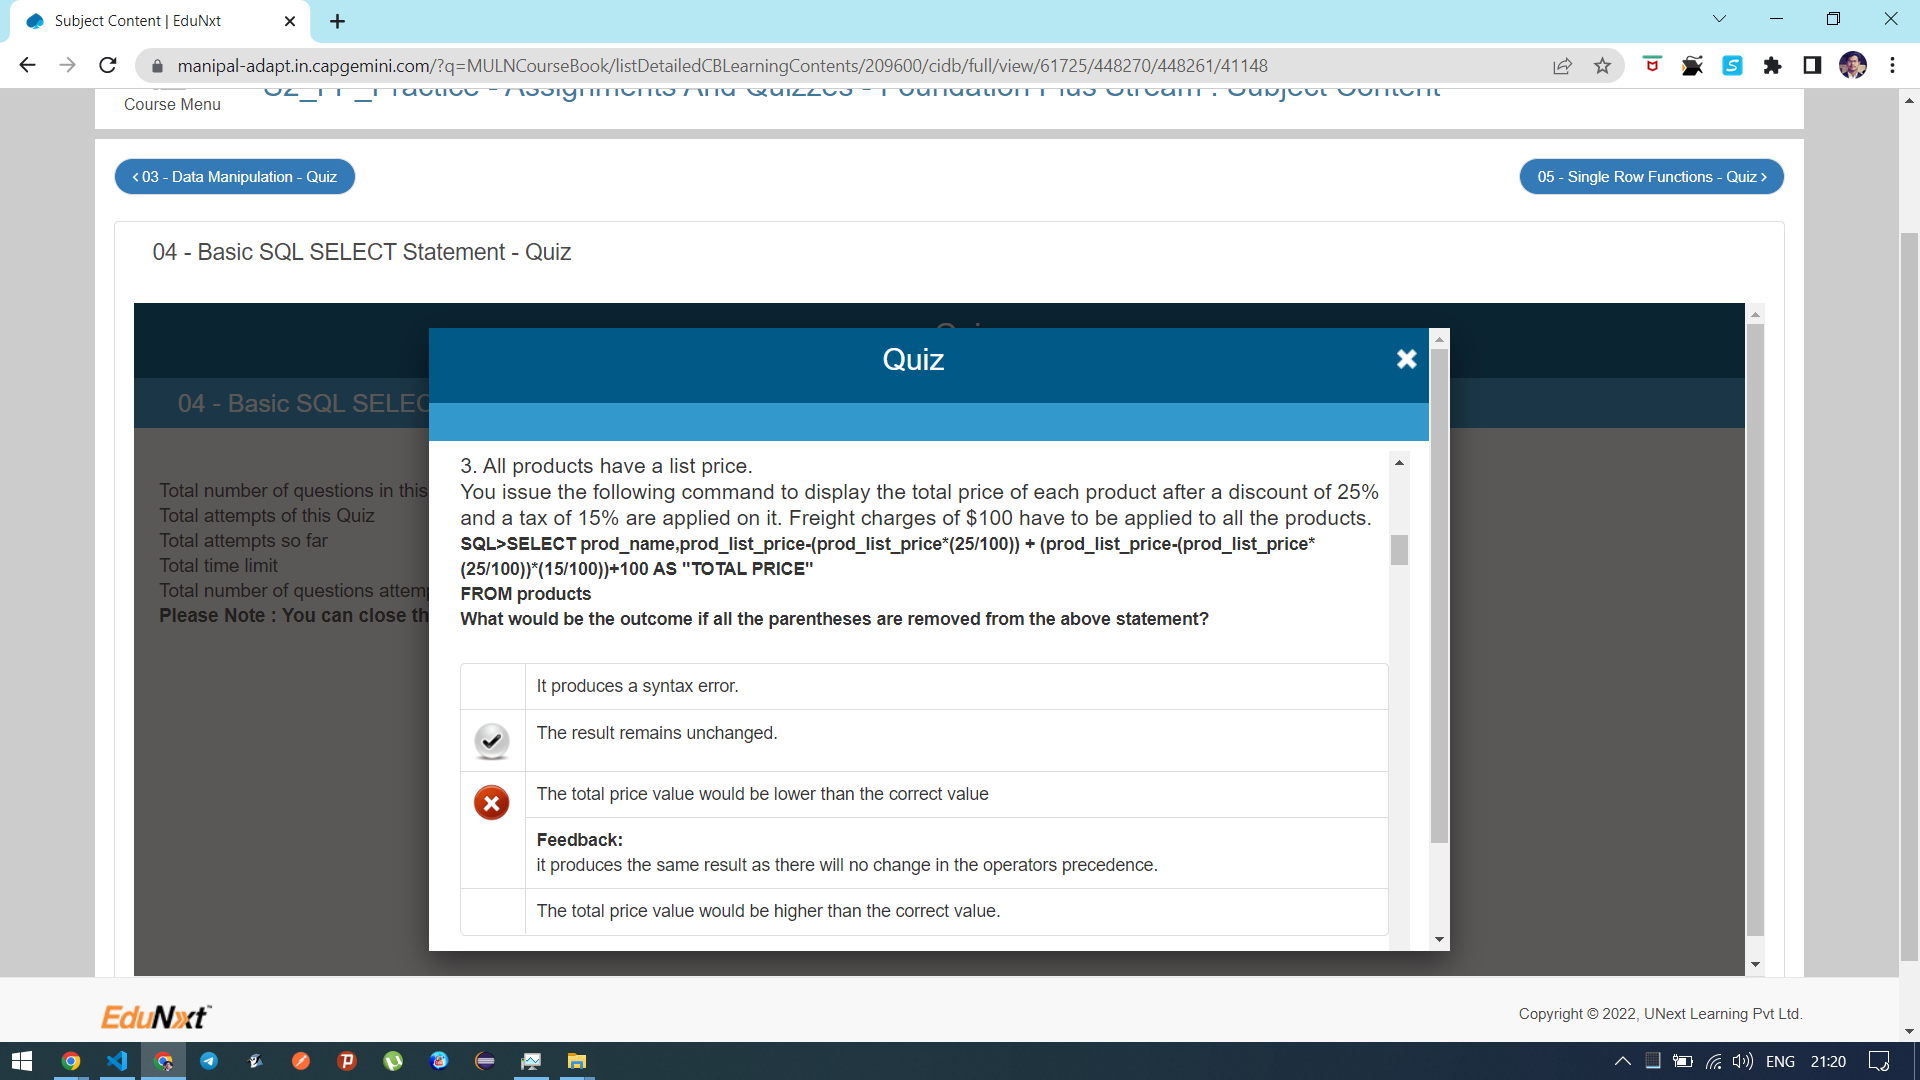 Subject Content | EduNxt
manipal-adapt.in.capgemini.com/?q=MULNCourseBook/listDetailedCBLearningContents/209600/cidb/full/view/61725/448270/448261/41148
S2_FP_Practice - Assignments And Quizzes - Foundation Plus Stream : Subject Content
Course Menu
< 03 - Data Manipulation - Quiz
05 - Single Row Functions - Quiz >
04 - Basic SQL SELECT Statement - Quiz
Quiz
04 - Basic SQL SELEC
Total number of questions in this
Total attempts of this Quiz
Total attempts so far
Total time limit
Total number of questions attem
Please Note : You can close th
3. All products have a list price.
You issue the following command to display the total price of each product after a discount of 25%
and a tax of 15% are applied on it. Freight charges of $100 have to be applied to all the products.
SQL>SELECT prod_name,prod_list_price-(prod_list_price*(25/100)) + (prod_list_price-(prod_list_price*
(25/100))*(15/100))+100 AS "TOTAL PRICE"
FROM products
What would be the outcome if all the parentheses are removed from the above statement?
It produces a syntax error.
The result remains unchanged.
The total price value would be lower than the correct value
Feedback:
it produces the same result as there will no change in the operators precedence.
The total price value would be higher than the correct value.
EduNxt™
Copyright © 2022, UNext Learning Pvt Ltd.
ENG 21:20